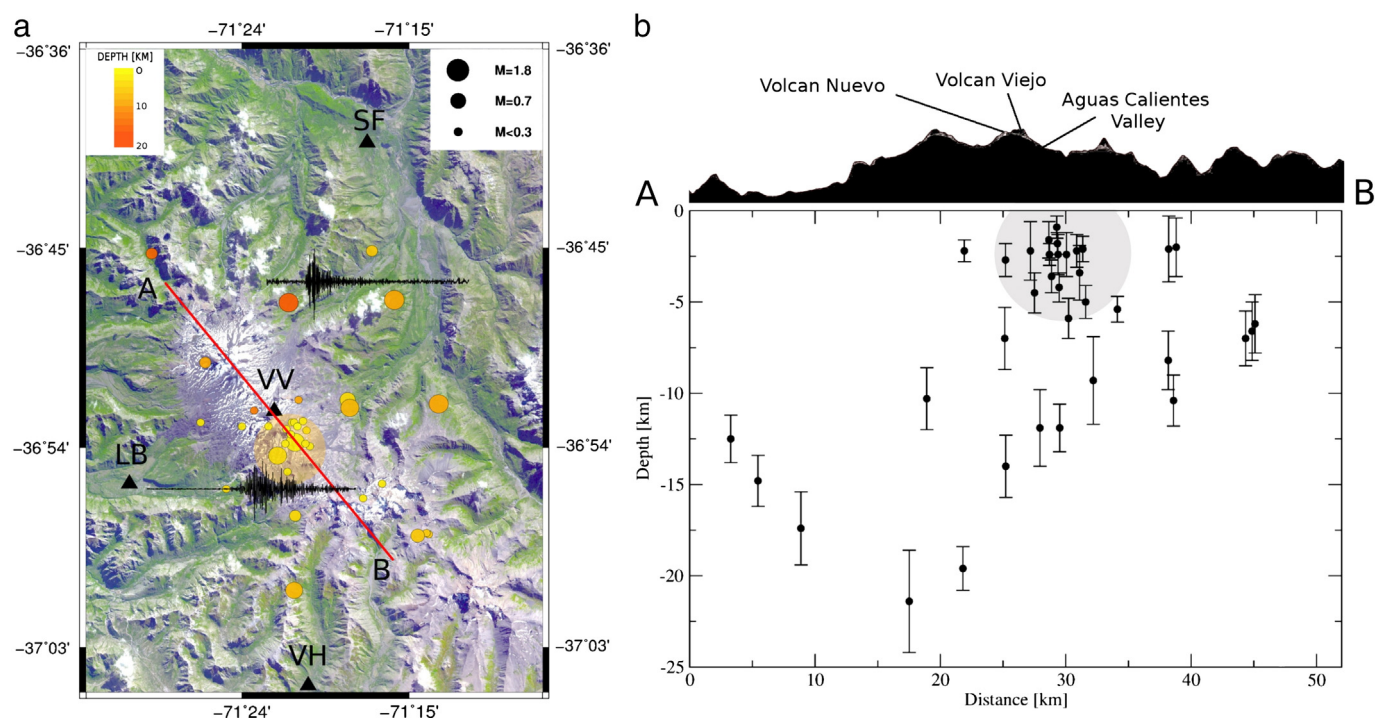 a
−71˚24'
−71˚15'
−36˚36'
−36˚36'
DEPTH [KM]
0
10
20
M=1.8
M=0.7
M<0.3
SF
−36˚45'
−36˚45'
A
VV
−36˚54'
−36˚54'
LB
B
−37˚03'
−37˚03'
VH
−71˚24'
−71˚15'
b
Volcan Nuevo
Volcan Viejo
Aguas Calientes
Valley
A
B
0
-5
-10
-15
-20
-25
Depth [km]
0
10
20
30
40
50
Distance [km]